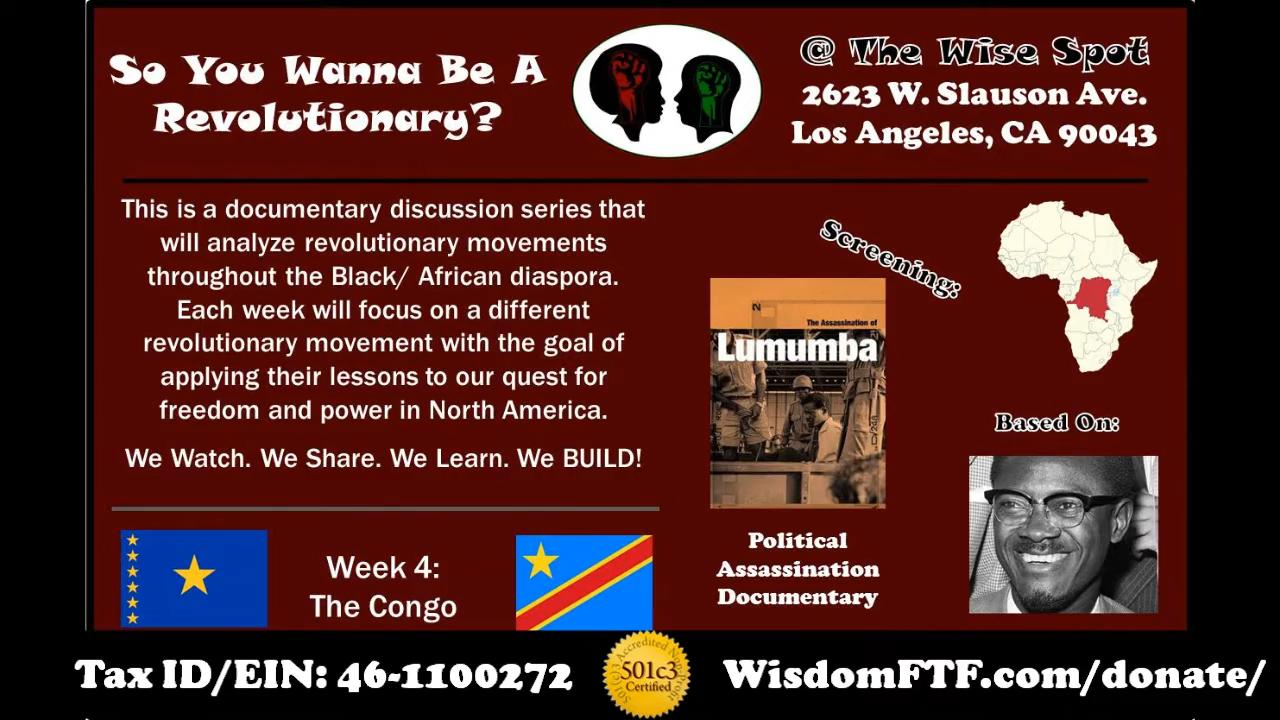 So You Wanna Be A
Revolutionary?
@ The Wise Spot
2623 W. Slauson Ave.
Los Angeles, CA 90043
This is a documentary discussion series that
will analyze revolutionary movements
throughout the Black/ African diaspora.
Each week will focus on a different
revolutionary movement with the goal of
applying their lessons to our quest for
freedom and power in North America.
We Watch. We Share. We Learn. We BUILD!
Week 4:
The Congo
Screening:
The Assassination of
Lumumba
Political
Assassination
Documentary
Based On:
Tax ID/EIN: 46-1100272
501c3
Certified
WisdomFTF.com/donate/